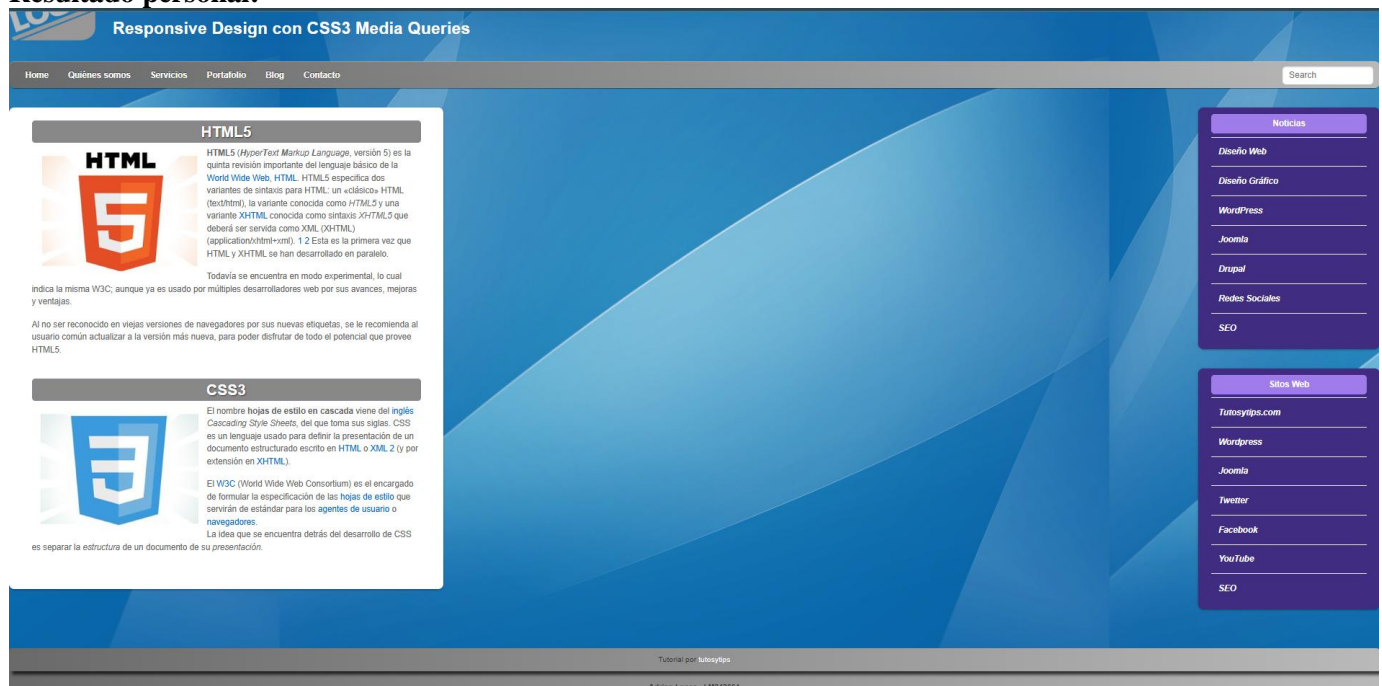 Resultado personal:
Responsive Design con CSS3 Media Queries
Home Quiènes somos Servicios Portafolio Blog Contacto
Search
HTML5
HTML
HTML5 (HyperText Markup Language, versión 5) es la
quinta revisión importante del lenguaje básico de la
World Wide Web, HTML. HTML5 especifica dos
variantes de sintaxis para HTML: un «clásico» HTML
(text/html), la variante conocida como HTML5 y una
variante XHTML conocida como sintaxis XHTML5 que
deberá ser servida como XML (XHTML)
(application/xhtml+xml). 1 2 Esta es la primera vez que
HTML y XHTML se han desarrollado en paralelo.
Todavía se encuentra en modo experimental, lo cual
indica la misma W3C; aunque ya es usado por múltiples desarrolladores web por sus avances, mejoras
y ventajas.
Al no ser reconocido en viejas versiones de navegadores por sus nuevas etiquetas, se le recomienda al
usuario común actualizar a la versión más nueva, para poder disfrutar de todo el potencial que provee
HTML5.
CSS3
El nombre hojas de estilo en cascada viene del inglés
Cascading Style Sheets, del que toma sus siglas. CSS
es un lenguaje usado para definir la presentación de un
documento estructurado escrito en HTML o XML 2 (y por
extensión en XHTML).
El W3C (World Wide Web Consortium) es el encargado
de formular la especificación de las hojas de estilo que
servirán de estándar para los agentes de usuario o
navegadores.
La idea que se encuentra detrás del desarrollo de CSS
es separar la estructura de un documento de su presentación.
Noticias
Diseño Web
Diseño Gráfico
WordPress
Joomla
Drupal
Redes Sociales
SEO
Sitos Web
Tutosytips.com
Wordpress
Joomla
Twetter
Facebook
YouTube
SEO
Tutorial por tutosytips